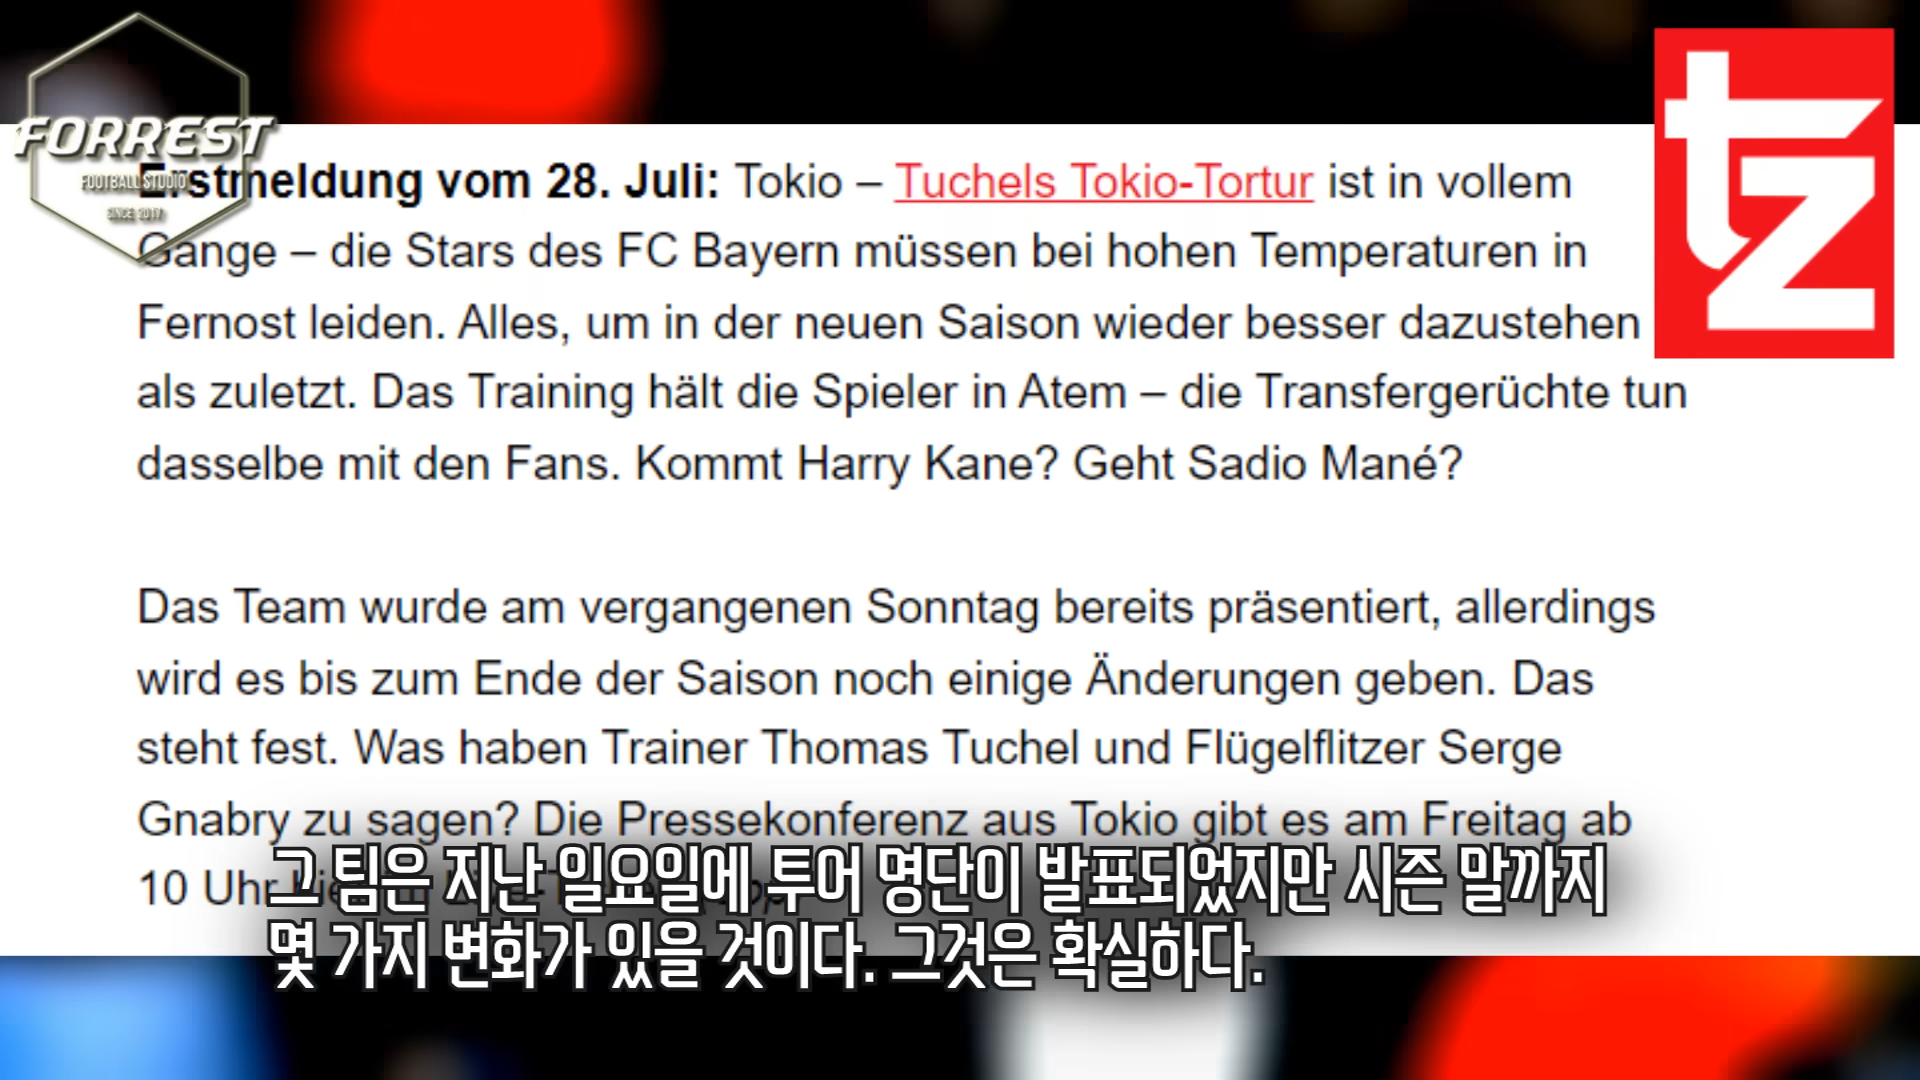 FORREST
FOOTBALL STUDIO
SINCE 2017
tz
Erstmeldung vom 28. Juli: Tokio – Tuchels Tokio-Tortur ist in vollem
Gange – die Stars des FC Bayern müssen bei hohen Temperaturen in
Fernost leiden. Alles, um in der neuen Saison wieder besser dazustehen
als zuletzt. Das Training hält die Spieler in Atem – die Transfergerüchte tun
dasselbe mit den Fans. Kommt Harry Kane? Geht Sadio Mané?
Das Team wurde am vergangenen Sonntag bereits präsentiert, allerdings
wird es bis zum Ende der Saison noch einige Änderungen geben. Das
steht fest. Was haben Trainer Thomas Tuchel und Flügelflitzer Serge
Gnabry zu sagen? Die Pressekonferenz aus Tokio gibt es am Freitag ab
10 Uhr
그 팀은 지난 일요일에 투어 명단이 발표되었지만 시즌 말까지
몇 가지 변화가 있을 것이다. 그것은 확실하다.